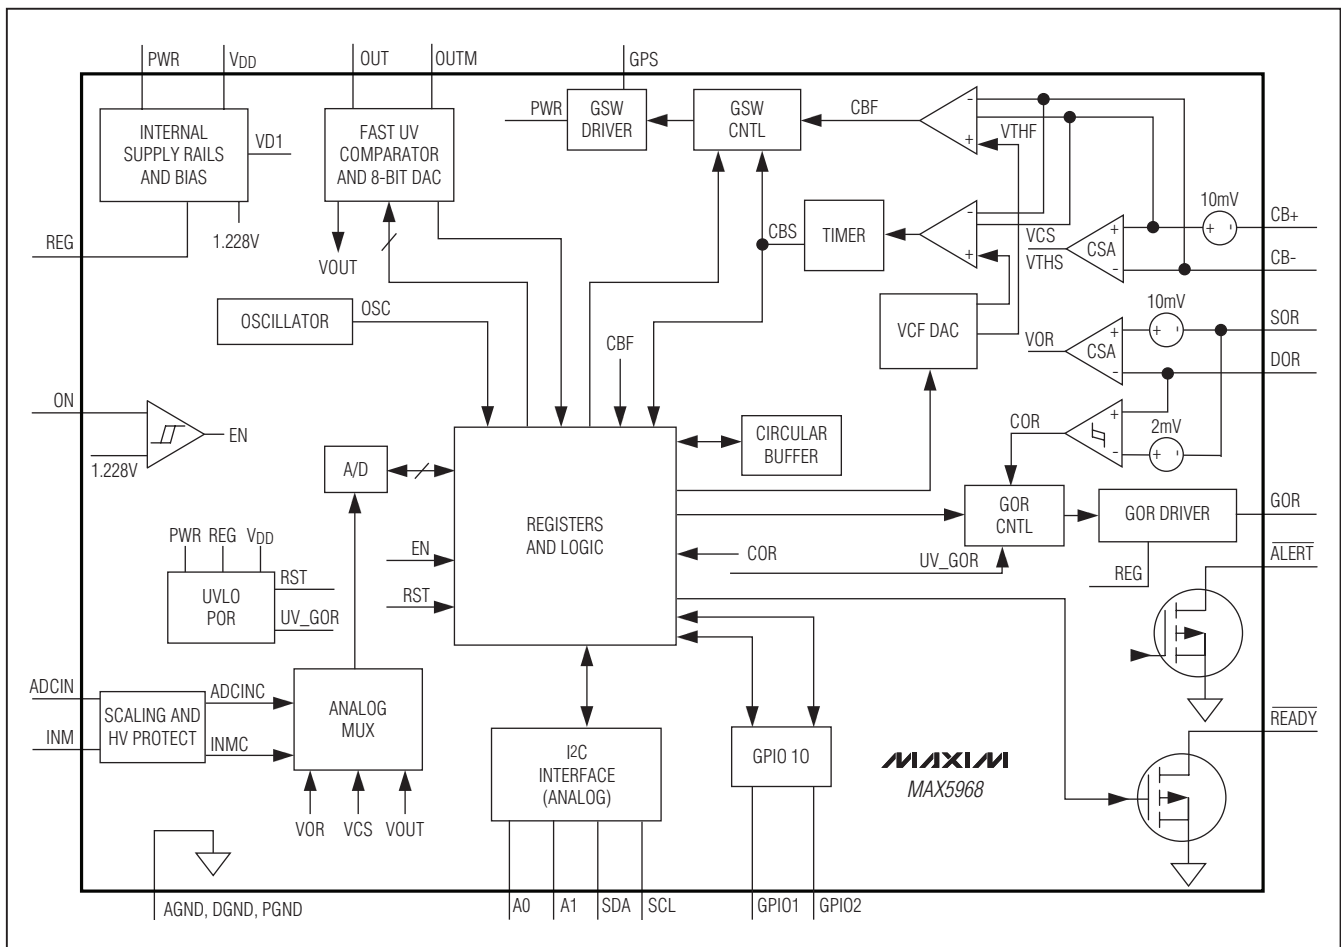 PWR
VDD
OUT
OUTM
GPS
INTERNAL
SUPPLY RAILS
AND BIAS
VD1
1.228V
REG
FAST UV
COMPARATOR
AND 8-BIT DAC
VOUT
PWR
GSW
DRIVER
GSW
CNTL
CBF
-
VTHF
+
10mV
+ -
CB+
CB-
CBS
TIMER
-
+
VCS
VTHS
+
CSA
-
OSCILLATOR
OSC
CBF
VCF DAC
10mV
+ -
SOR
VOR
+
CSA
-
DOR
ON
1.228V
EN
A/D
CIRCULAR
BUFFER
COR
+
-
2mV
+ -
REGISTERS
AND LOGIC
GOR
CNTL
GOR DRIVER
GOR
PWR
REG
VDD
UVLO
POR
RST
UV_GOR
EN
RST
COR
UV_GOR
REG
ALERT
ADCIN
INM
SCALING AND
HV PROTECT
ADCINC
INMC
ANALOG
MUX
VOR
VCS
VOUT
I2C
INTERFACE
(ANALOG)
GPIO 10
MAXIM
MAX5968
READY
AGND, DGND, PGND
A0
A1
SDA
SCL
GPIO1
GPIO2